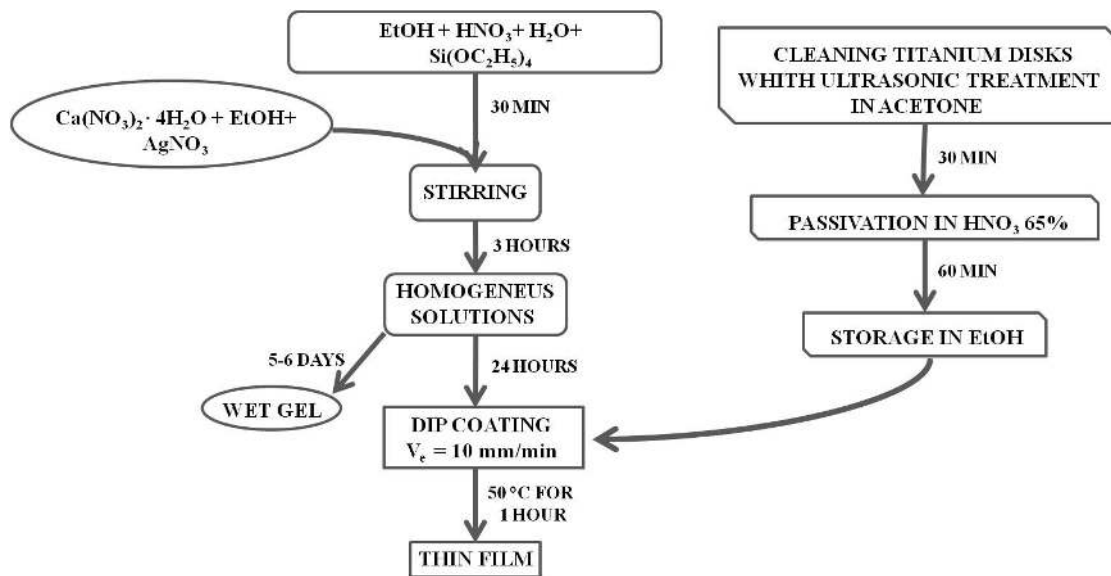 EtOH + HNO₃+ H₂O+
Si(OC₂H₅)₄
30 MIN
Ca(NO₃)₂ · 4H₂O + EtOH+
AgNO₃
STIRRING
3 HOURS
HOMOGENEUS
SOLUTIONS
5-6 DAYS
WET GEL
24 HOURS
CLEANING TITANIUM DISKS
WHITH ULTRASONIC TREATMENT
IN ACETONE
30 MIN
PASSIVATION IN HNO₃ 65%
60 MIN
STORAGE IN EtOH
DIP COATING
Vₑ = 10 mm/min
50 °C FOR
1 HOUR
THIN FILM